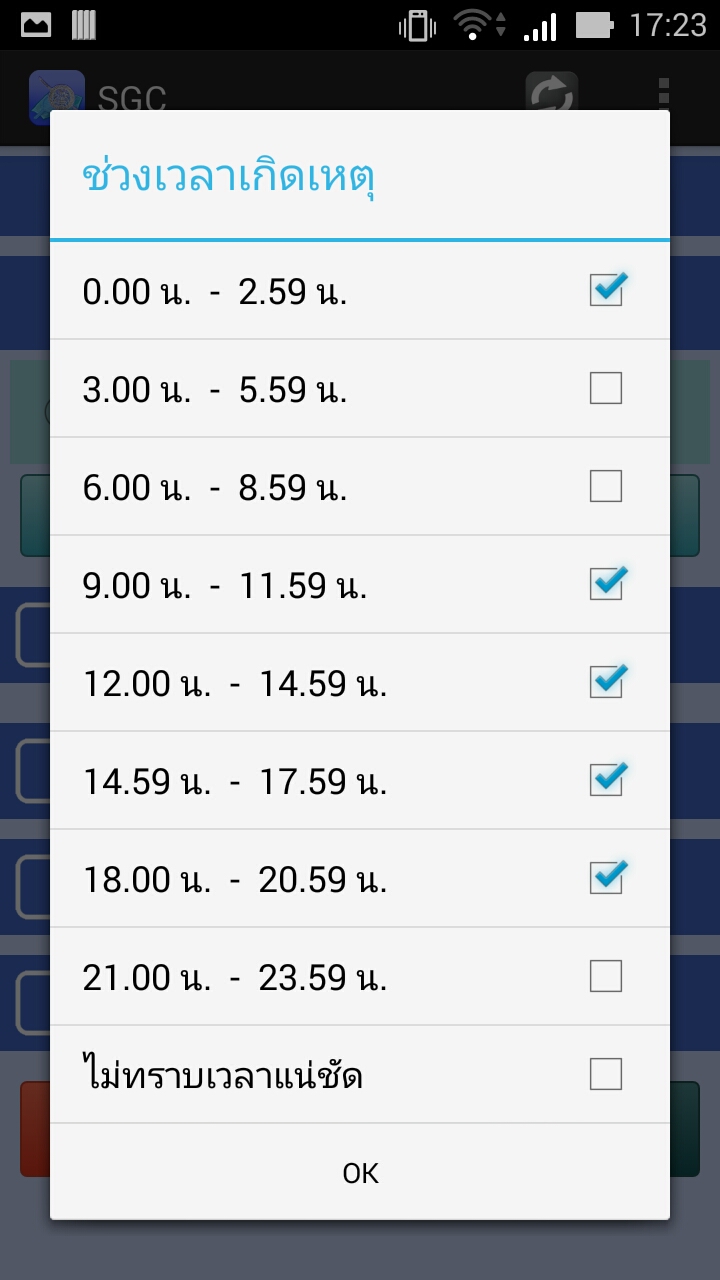 17:23
SGC
ช่วงเวลาเกิดเหตุ
0.00 น. - 2.59 น.
3.00 น. - 5.59 น.
6.00 น. - 8.59 น.
9.00 น. - 11.59 น.
12.00 น. - 14.59 น.
14.59 น. - 17.59 น.
18.00 น. - 20.59 น.
21.00 น. - 23.59 น.
ไม่ทราบเวลาแน่ชัด
OK